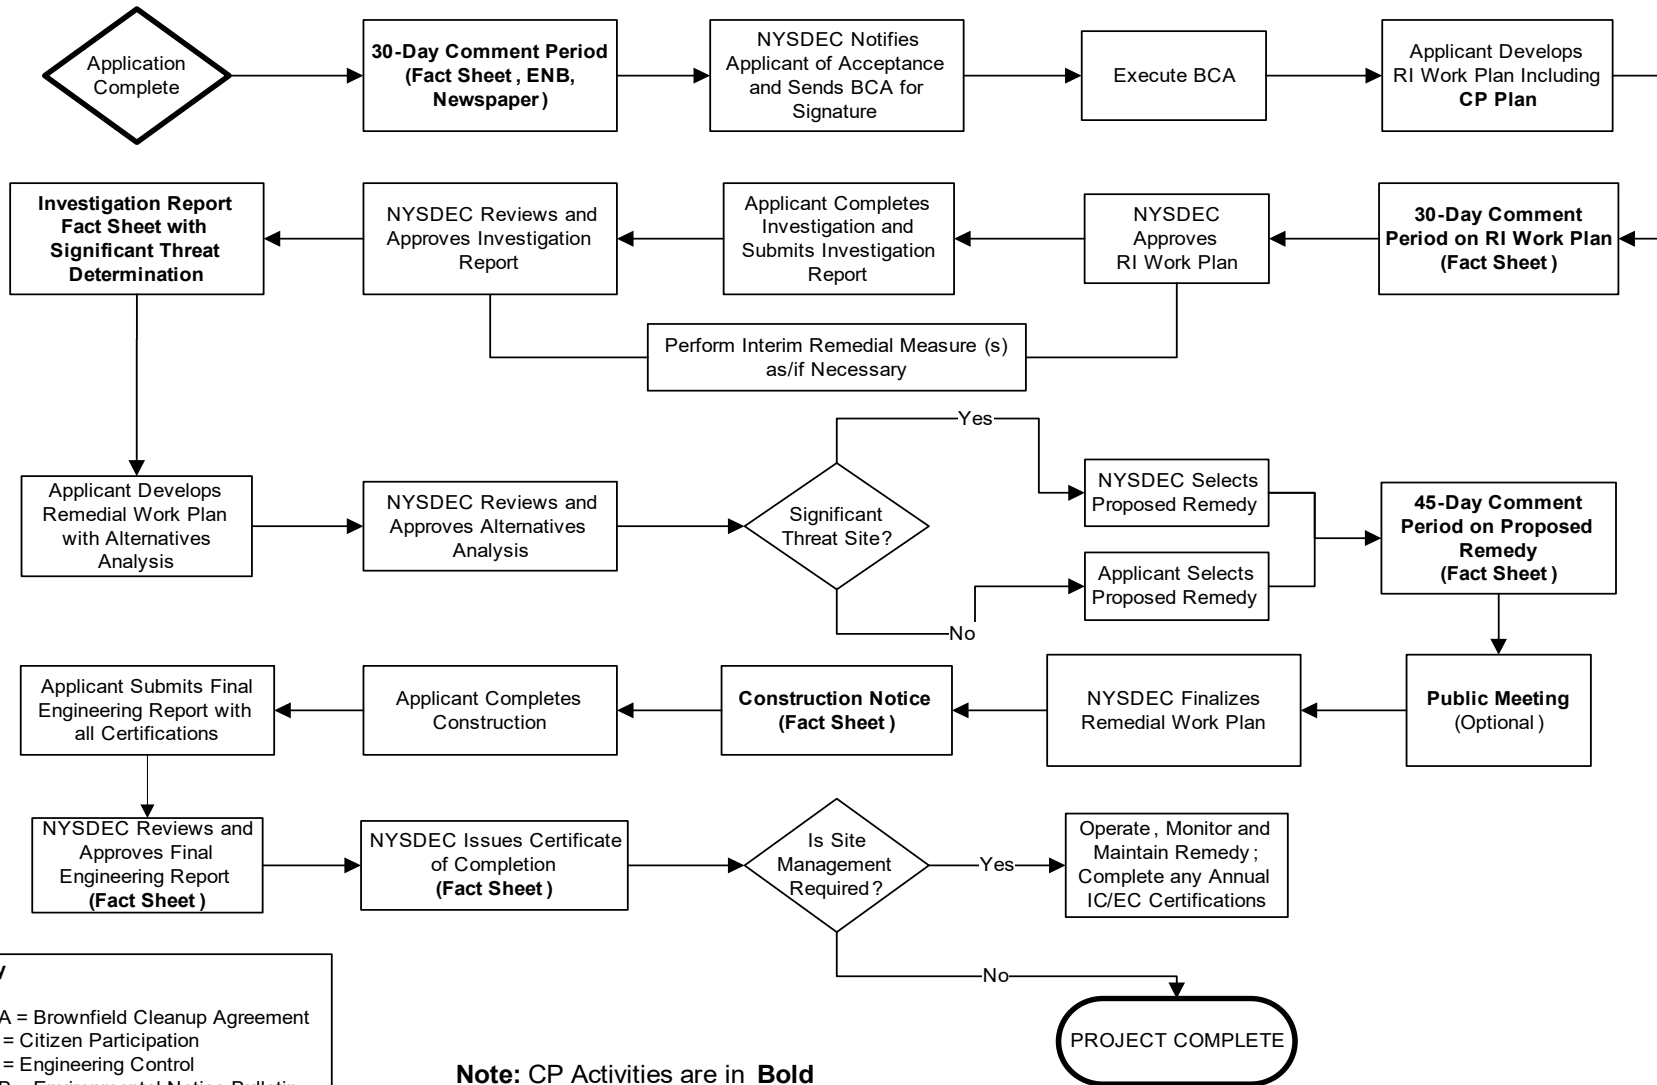 Application
Complete
30-Day Comment Period
(Fact Sheet, ENB,
Newspaper)
NYSDEC Notifies
Applicant of Acceptance
and Sends BCA for
Signature
Execute BCA
Applicant Develops
RI Work Plan Including
CP Plan
Investigation Report
Fact Sheet with
Significant Threat
Determination
NYSDEC Reviews and
Approves Investigation
Report
Applicant Completes
Investigation and
Submits Investigation
Report
NYSDEC
Approves
RI Work Plan
30-Day Comment
Period on RI Work Plan
(Fact Sheet)
Perform Interim Remedial Measure (s)
as/if Necessary
Yes
Applicant Develops
Remedial Work Plan
with Alternatives
Analysis
NYSDEC Reviews and
Approves Alternatives
Analysis
Significant
Threat Site?
NYSDEC Selects
Proposed Remedy
Applicant Selects
Proposed Remedy
No
45-Day Comment
Period on Proposed
Remedy
(Fact Sheet)
Applicant Submits Final
Engineering Report with
all Certifications
Applicant Completes
Construction
Construction Notice
(Fact Sheet)
NYSDEC Finalizes
Remedial Work Plan
Public Meeting
(Optional)
NYSDEC Reviews and
Approves Final
Engineering Report
(Fact Sheet)
NYSDEC Issues Certificate
of Completion
(Fact Sheet)
Is Site
Management
Required?
Yes
Operate, Monitor and
Maintain Remedy;
Complete any Annual
IC/EC Certifications
No
PROJECT COMPLETE
y
A = Brownfield Cleanup Agreement
= Citizen Participation
= Engineering Control
= Environmental Notice Bulletin
Note: CP Activities are in Bold